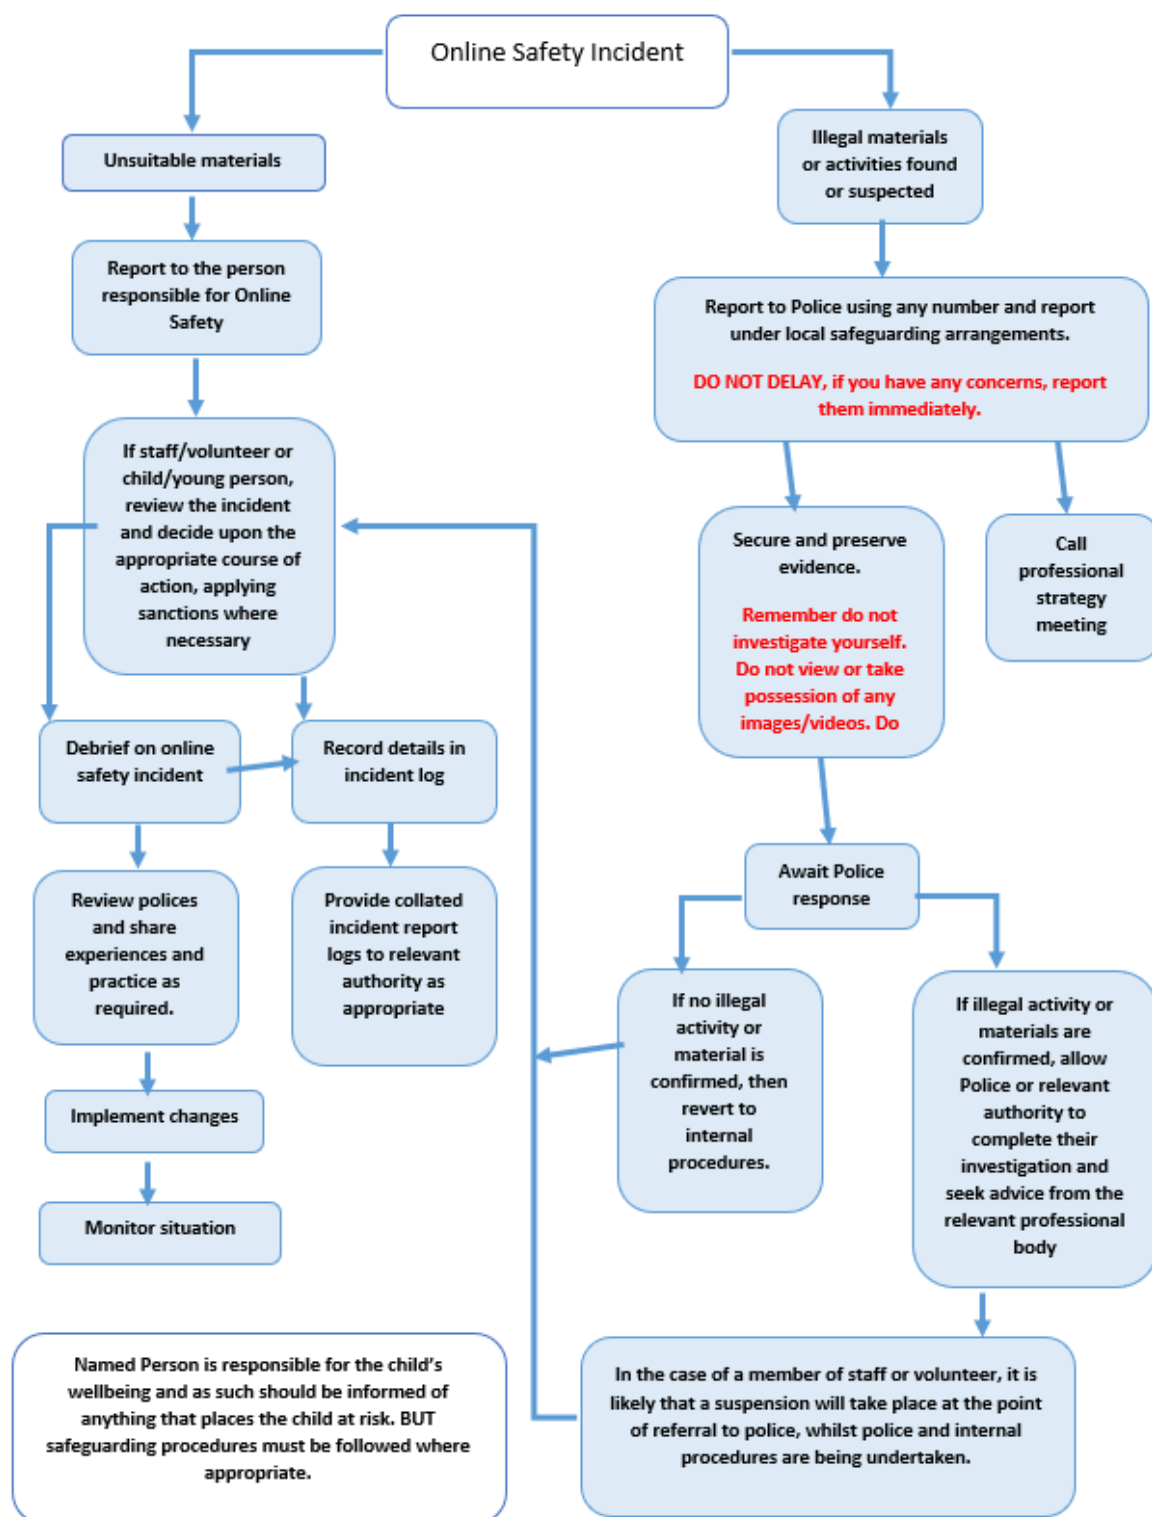 Online Safety Incident
Unsuitable materials
Report to the person
responsible for Online
Safety
If staff/volunteer or
child/young person,
review the incident
and decide upon the
appropriate course of
action, applying
sanctions where
necessary
Debrief on online
safety incident
Record details in
incident log
Review polices
and share
experiences and
practice as
required.
Provide collated
incident report
logs to relevant
authority as
appropriate
Implement changes
Monitor situation
Named Person is responsible for the child's
wellbeing and as such should be informed of
anything that places the child at risk. BUT
safeguarding procedures must be followed where
appropriate.
Illegal materials
or activities found
or suspected
Report to Police using any number and report
under local safeguarding arrangements.
DO NOT DELAY, if you have any concerns, report
them immediately.
Secure and preserve
evidence.
Remember do not
investigate yourself.
Do not view or take
possession of any
images/videos. Do
Call
professional
strategy
meeting
Await Police
response
If no illegal
activity or
material is
confirmed, then
revert to
internal
procedures.
If illegal activity or
materials are
confirmed, allow
Police or relevant
authority to
complete their
investigation and
seek advice from the
relevant professional
body
In the case of a member of staff or volunteer, it is
likely that a suspension will take place at the point
of referral to police, whilst police and internal
procedures are being undertaken.